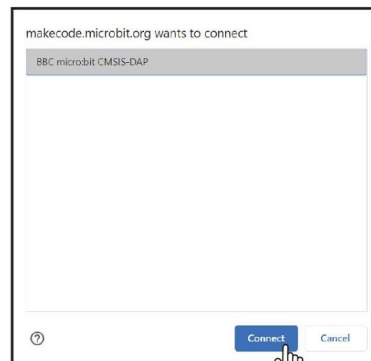 makecode.microbit.org wants to connect
BBC micro:bit CMSIS-DAP
Connect
Cancel